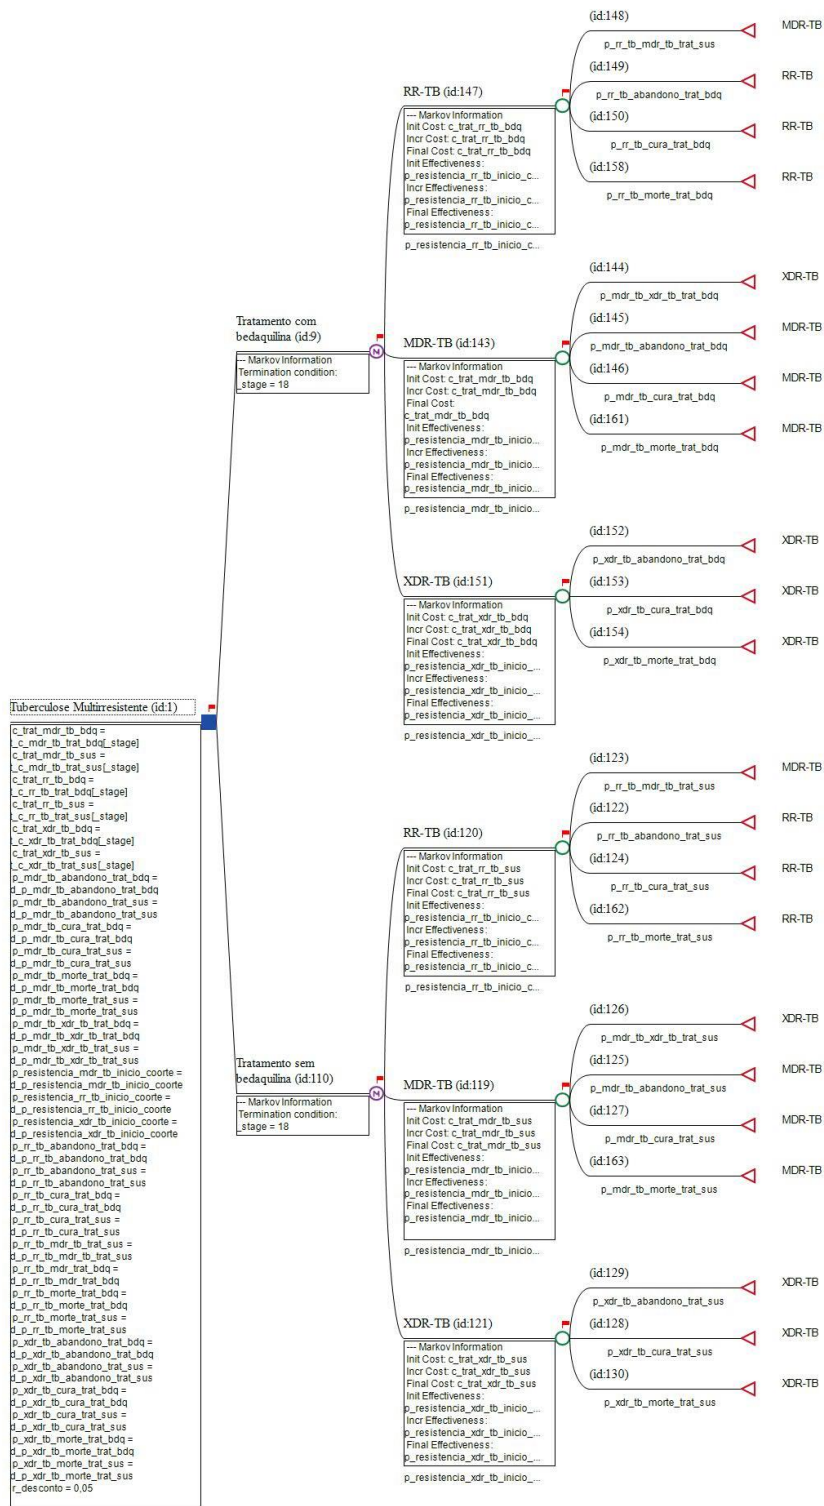 Tuberculose Multirresistente (id:1)
c_trat_mdr_tb_bdq =
t_c_mdr_tb_trat_bdq[_stage]
c_trat_mdr_tb_sus =
t_c_mdr_tb_trat_sus[_stage]
c_trat_rr_tb_bdq =
t_c_rr_tb_trat_bdq[_stage]
c_trat_rr_tb_sus =
t_c_rr_tb_trat_sus[_stage]
c_trat_xdr_tb_bdq =
t_c_xdr_tb_trat_bdq[_stage]
c_trat_xdr_tb_sus =
t_c_xdr_tb_trat_sus[_stage]
p_mdr_tb_abandono_trat_bdq =
d_p_mdr_tb_abandono_trat_bdq
p_mdr_tb_abandono_trat_sus =
d_p_mdr_tb_abandono_trat_sus
p_mdr_tb_cura_trat_bdq =
d_p_mdr_tb_cura_trat_bdq
p_mdr_tb_cura_trat_sus =
d_p_mdr_tb_cura_trat_sus
p_mdr_tb_morte_trat_bdq =
d_p_mdr_tb_morte_trat_bdq
p_mdr_tb_morte_trat_sus =
d_p_mdr_tb_morte_trat_sus
p_mdr_tb_xdr_tb_trat_bdq =
d_p_mdr_tb_xdr_tb_trat_bdq
p_mdr_tb_xdr_tb_trat_sus =
d_p_mdr_tb_xdr_tb_trat_sus
p_resistencia_mdr_tb_inicio_coorte =
d_p_resistencia_mdr_tb_inicio_coorte
p_resistencia_rr_tb_inicio_coorte =
d_p_resistencia_rr_tb_inicio_coorte
p_resistencia_xdr_tb_inicio_coorte =
d_p_resistencia_xdr_tb_inicio_coorte
p_rr_tb_abandono_trat_bdq =
d_p_rr_tb_abandono_trat_bdq
p_rr_tb_abandono_trat_sus =
d_p_rr_tb_abandono_trat_sus
p_rr_tb_cura_trat_bdq =
d_p_rr_tb_cura_trat_bdq
p_rr_tb_cura_trat_sus =
d_p_rr_tb_cura_trat_sus
p_rr_tb_mdr_tb_trat_sus =
d_p_rr_tb_mdr_tb_trat_sus
p_rr_tb_mdr_trat_bdq =
d_p_rr_tb_mdr_trat_bdq
p_rr_tb_morte_trat_bdq =
d_p_rr_tb_morte_trat_bdq
p_rr_tb_morte_trat_sus =
d_p_rr_tb_morte_trat_sus
p_xdr_tb_abandono_trat_bdq =
d_p_xdr_tb_abandono_trat_bdq
p_xdr_tb_abandono_trat_sus =
d_p_xdr_tb_abandono_trat_sus
p_xdr_tb_cura_trat_bdq =
d_p_xdr_tb_cura_trat_bdq
p_xdr_tb_cura_trat_sus =
d_p_xdr_tb_cura_trat_sus
p_xdr_tb_morte_trat_bdq =
d_p_xdr_tb_morte_trat_bdq
p_xdr_tb_morte_trat_sus =
d_p_xdr_tb_morte_trat_sus
r_desconto = 0,05
Tratamento com
bedaquilina (id:9)
--- Markov Information
Termination condition:
_stage = 18
RR-TB (id:147)
--- Markov Information
Init Cost: c_trat_rr_tb_bdq
Incr Cost: c_trat_rr_tb_bdq
Final Cost: c_trat_rr_tb_bdq
Init Effectiveness:
p_resistencia_rr_tb_inicio_c...
Incr Effectiveness:
p_resistencia_rr_tb_inicio_c...
Final Effectiveness:
p_resistencia_rr_tb_inicio_c...
p_resistencia_rr_tb_inicio_c...
(id:148)
p_rr_tb_mdr_tb_trat_sus
MDR-TB
(id:149)
p_rr_tb_abandono_trat_bdq
RR-TB
(id:150)
p_rr_tb_cura_trat_bdq
RR-TB
(id:158)
p_rr_tb_morte_trat_bdq
RR-TB
MDR-TB (id:143)
--- Markov Information
Init Cost: c_trat_mdr_tb_bdq
Incr Cost: c_trat_mdr_tb_bdq
Final Cost:
c_trat_mdr_tb_bdq
Init Effectiveness:
p_resistencia_mdr_tb_inicio...
Incr Effectiveness:
p_resistencia_mdr_tb_inicio...
Final Effectiveness:
p_resistencia_mdr_tb_inicio...
p_resistencia_mdr_tb_inicio...
(id:144)
p_mdr_tb_xdr_tb_trat_bdq
XDR-TB
(id:145)
p_mdr_tb_abandono_trat_bdq
MDR-TB
(id:146)
p_mdr_tb_cura_trat_bdq
MDR-TB
(id:161)
p_mdr_tb_morte_trat_bdq
MDR-TB
XDR-TB (id:151)
--- Markov Information
Init Cost: c_trat_xdr_tb_bdq
Incr Cost: c_trat_xdr_tb_bdq
Final Cost: c_trat_xdr_tb_bdq
Init Effectiveness:
p_resistencia_xdr_tb_inicio_...
Incr Effectiveness:
p_resistencia_xdr_tb_inicio_...
Final Effectiveness:
p_resistencia_xdr_tb_inicio_...
p_resistencia_xdr_tb_inicio_...
(id:152)
p_xdr_tb_abandono_trat_bdq
XDR-TB
(id:153)
p_xdr_tb_cura_trat_bdq
XDR-TB
(id:154)
p_xdr_tb_morte_trat_bdq
XDR-TB
Tratamento sem
bedaquilina (id:110)
--- Markov Information
Termination condition:
_stage = 18
RR-TB (id:120)
--- Markov Information
Init Cost: c_trat_rr_tb_sus
Incr Cost: c_trat_rr_tb_sus
Final Cost: c_trat_rr_tb_sus
Init Effectiveness:
p_resistencia_rr_tb_inicio_c...
Incr Effectiveness:
p_resistencia_rr_tb_inicio_c...
Final Effectiveness:
p_resistencia_rr_tb_inicio_c...
p_resistencia_rr_tb_inicio_c...
(id:123)
p_rr_tb_mdr_tb_trat_sus
MDR-TB
(id:122)
p_rr_tb_abandono_trat_sus
RR-TB
(id:124)
p_rr_tb_cura_trat_sus
RR-TB
(id:162)
p_rr_tb_morte_trat_sus
RR-TB
MDR-TB (id:119)
--- Markov Information
Init Cost: c_trat_mdr_tb_sus
Incr Cost: c_trat_mdr_tb_sus
Final Cost: c_trat_mdr_tb_sus
Init Effectiveness:
p_resistencia_mdr_tb_inicio...
Incr Effectiveness:
p_resistencia_mdr_tb_inicio...
Final Effectiveness:
p_resistencia_mdr_tb_inicio...
p_resistencia_mdr_tb_inicio...
(id:126)
p_mdr_tb_xdr_tb_trat_sus
XDR-TB
(id:125)
p_mdr_tb_abandono_trat_sus
MDR-TB
(id:127)
p_mdr_tb_cura_trat_sus
MDR-TB
(id:163)
p_mdr_tb_morte_trat_sus
MDR-TB
XDR-TB (id:121)
--- Markov Information
Init Cost: c_trat_xdr_tb_sus
Incr Cost: c_trat_xdr_tb_sus
Final Cost: c_trat_xdr_tb_sus
Init Effectiveness:
p_resistencia_xdr_tb_inicio_...
Incr Effectiveness:
p_resistencia_xdr_tb_inicio_...
Final Effectiveness:
p_resistencia_xdr_tb_inicio_...
p_resistencia_xdr_tb_inicio_...
(id:129)
p_xdr_tb_abandono_trat_sus
XDR-TB
(id:128)
p_xdr_tb_cura_trat_sus
XDR-TB
(id:130)
p_xdr_tb_morte_trat_sus
XDR-TB